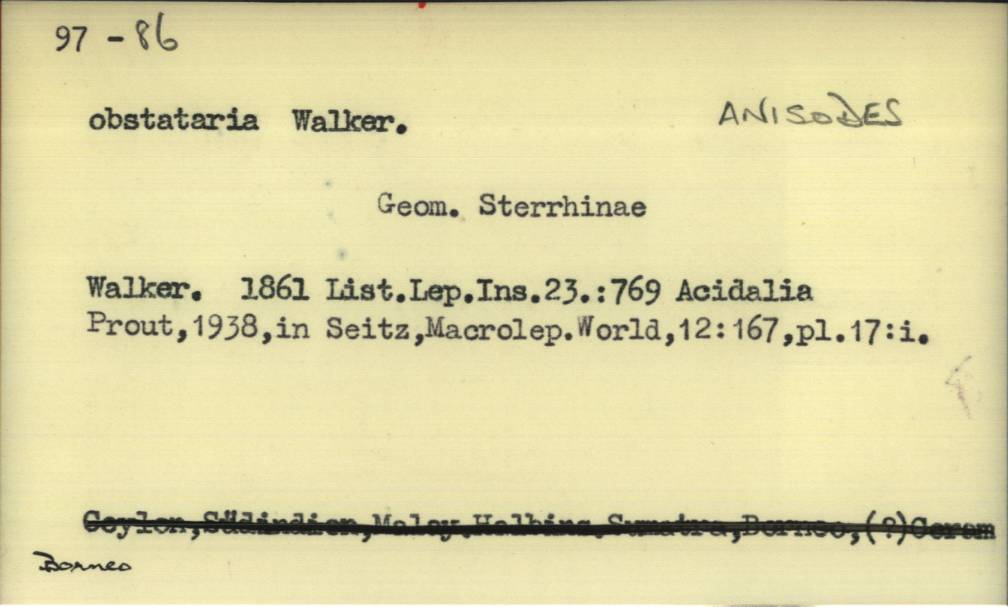 97 - 86
obstataria Walker. ANISODES
Geom. Sterrhinae
Walker. 1861 List.Lep.Ins.23.:769 Acidalia
Prout,1938,in Seitz,Macrolep.World,12:167,pl.17:i.
Ceylon,Südindien,Malay.Halbins,Sumatra,Borneo,(?)Ceram
Borneo